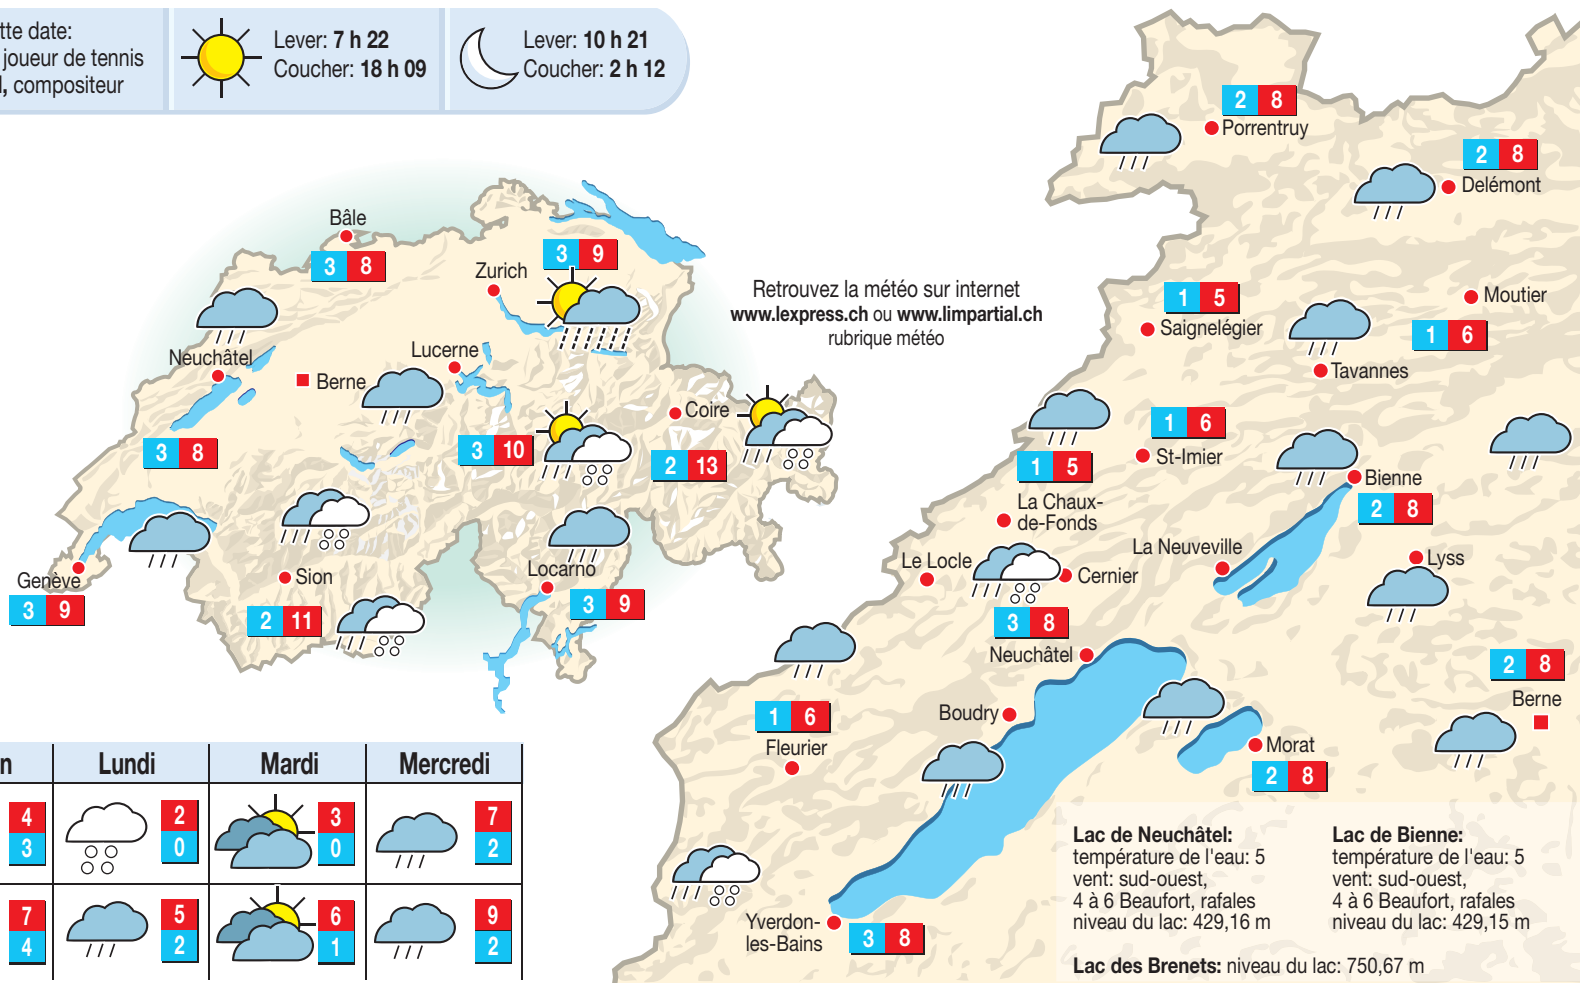 tte date:
joueur de tennis
l, compositeur
Lever: 7 h 22
Coucher: 18 h 09
Lever: 10 h 21
Coucher: 2 h 12
Bâle
3 8
Zurich
3 9
Neuchâtel
3 8
Berne
Lucerne
3 10
Coire
2 13
Genève
3 9
Sion
2 11
Locarno
3 9
Retrouvez la météo sur internet
www.lexpress.ch ou www.limpartial.ch
rubrique météo
2 8
Porrentruy
2 8
Delémont
1 5
Saignelégier
Moutier
1 6
Tavannes
1 6
St-Imier
1 5
La Chaux-
de-Fonds
Bienne
2 8
Le Locle
Cernier
La Neuveville
Lyss
3 8
Neuchâtel
2 8
Berne
1 6
Fleurier
Boudry
Morat
2 8
Yverdon-
les-Bains
3 8
n
Lundi
Mardi
Mercredi
4
3
2
0
3
0
7
2
7
4
5
2
6
1
9
2
Lac de Neuchâtel:
température de l'eau: 5
vent: sud-ouest,
4 à 6 Beaufort, rafales
niveau du lac: 429,16 m
Lac de Bienne:
température de l'eau: 5
vent: sud-ouest,
4 à 6 Beaufort, rafales
niveau du lac: 429,15 m
Lac des Brenets: niveau du lac: 750,67 m